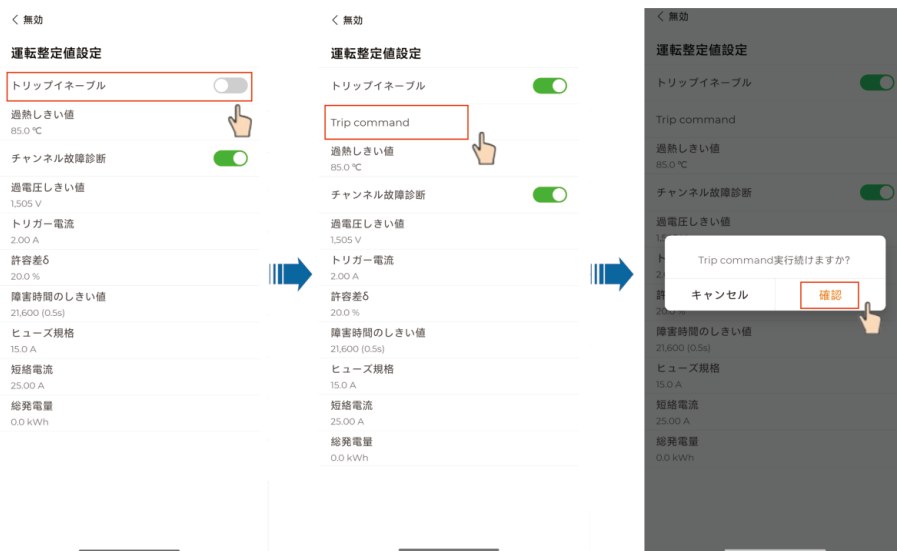 < 無効
運転整定値設定
トリップイネーブル
過熱しきい値
85.0 ℃
チャンネル故障診断
過電圧しきい値
1,505 V
トリガー電流
2.00 A
許容差δ
20.0 %
障害時間のしきい値
21,600 (0.5s)
ヒューズ規格
15.0 A
短絡電流
25.00 A
総発電量
0.0 kWh
< 無効
運転整定値設定
トリップイネーブル
Trip command
過熱しきい値
85.0 ℃
チャンネル故障診断
過電圧しきい値
1,505 V
トリガー電流
2.00 A
許容差δ
20.0 %
障害時間のしきい値
21,600 (0.5s)
ヒューズ規格
15.0 A
短絡電流
25.00 A
総発電量
0.0 kWh
< 無効
運転整定値設定
トリップイネーブル
Trip command
過熱しきい値
85.0 ℃
チャンネル故障診断
過電圧しきい値
Trip command実行続けますか?
キャンセル
確認
20.0 %
障害時間のしきい値
21,600 (0.5s)
ヒューズ規格
15.0 A
短絡電流
25.00 A
総発電量
0.0 kWh